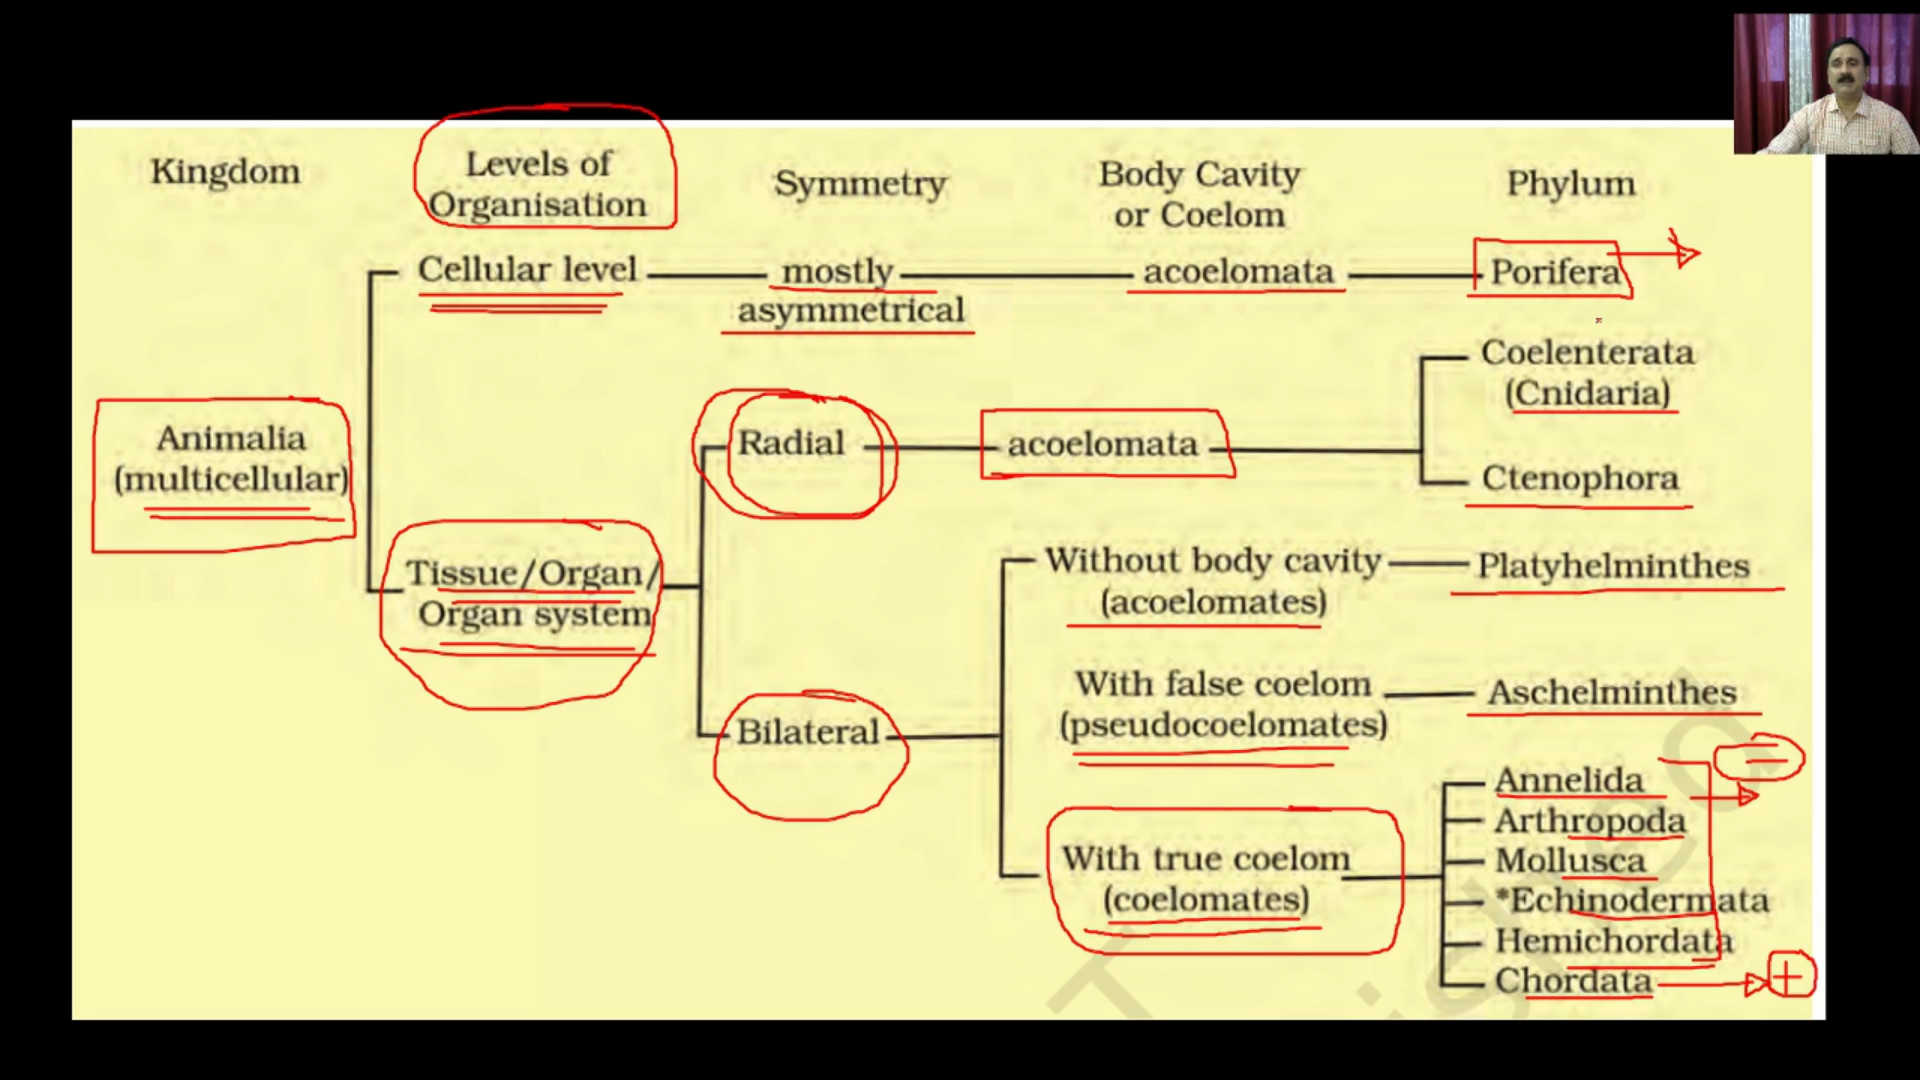 Kingdom
Levels of
Organisation
Symmetry
Body Cavity
or Coelom
Phylum
Cellular level
mostly
asymmetrical
acoelomata
Porifera
Animalia
(multicellular)
Tissue/Organ/
Organ system
Radial
acoelomata
Coelenterata
(Cnidaria)
Ctenophora
Bilateral
Without body cavity
(acoelomates)
Platyhelminthes
With false coelom
(pseudocoelomates)
Aschelminthes
With true coelom
(coelomates)
Annelida
Arthropoda
Mollusca
*Echinodermata
Hemichordata
Chordata
−
+